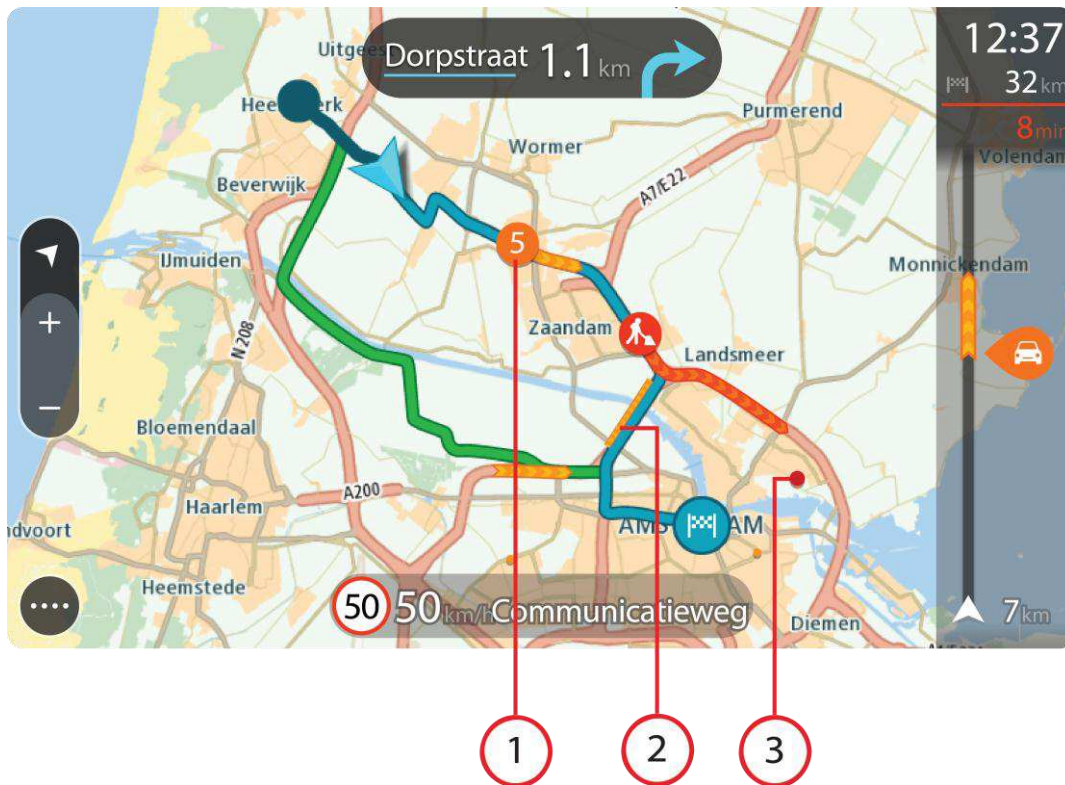 Dorpstraat 1.1 km
12:37
32 km
8 min
Uitgeest
Purmerend
Wormer
A7/E22
Volendam
Beverwijk
5
IJmuiden
Monnickendam
Zaandam
N 208
Landsmeer
Bloemendaal
A200
Haarlem
ndvoort
AMS AM
Heemstede
50 50 km/h Communicatieweg
Diemen
7 km
1 2 3